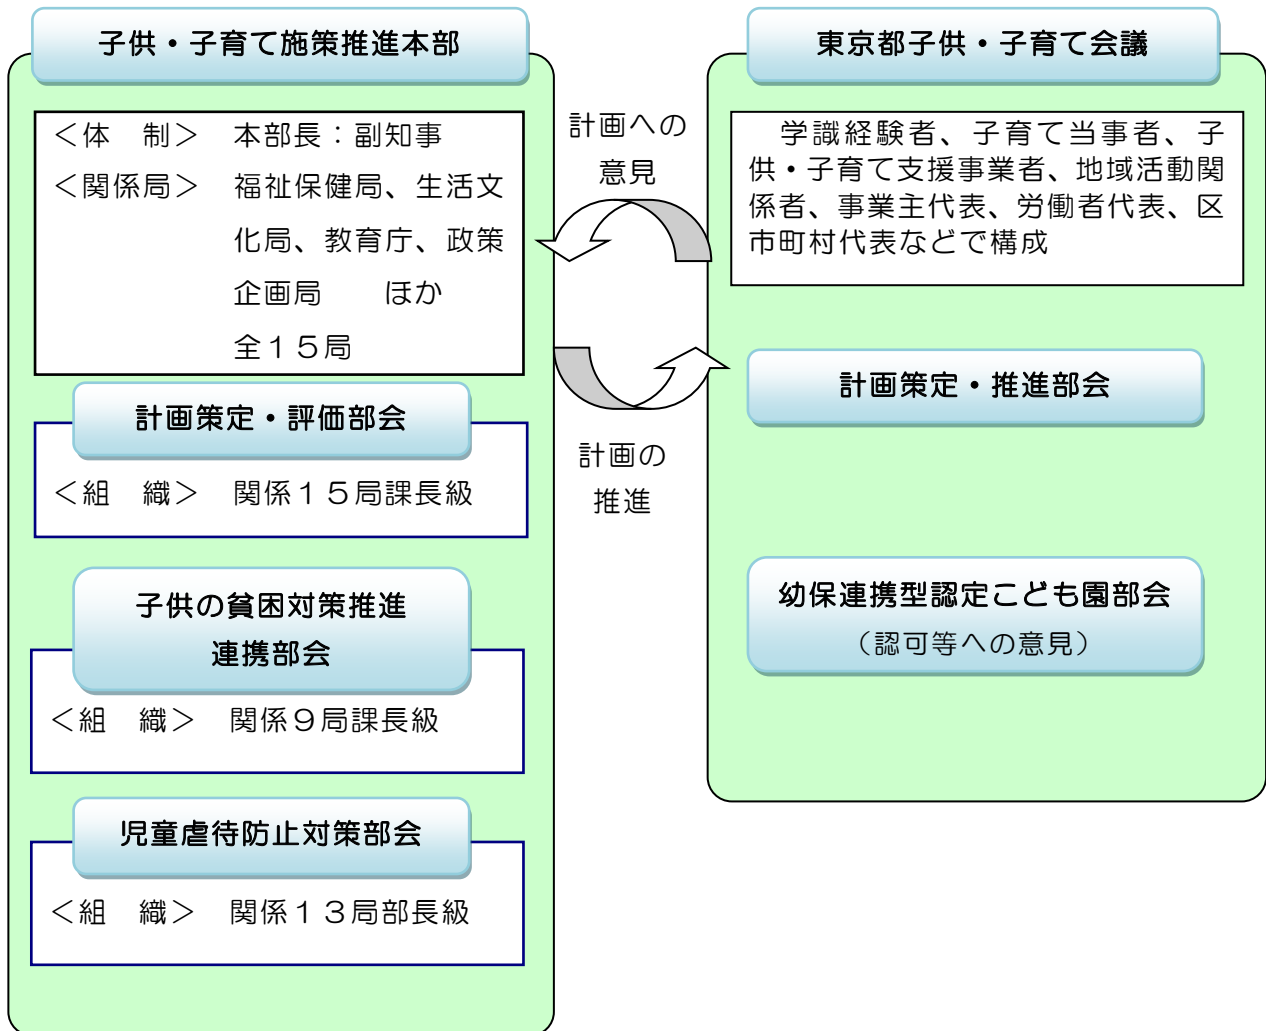 子供・子育て施策推進本部
＜体　制＞　本部長：副知事
＜関係局＞　福祉保健局、生活文
化局、教育庁、政策
企画局　　ほか
全１５局
計画策定・評価部会
＜組　織＞　関係１５局課長級
子供の貧困対策推進
連携部会
＜組　織＞　関係９局課長級
児童虐待防止対策部会
＜組　織＞　関係１３局部長級
計画への
意見
計画の
推進
東京都子供・子育て会議
学識経験者、子育て当事者、子
供・子育て支援事業者、地域活動関
係者、事業主代表、労働者代表、区
市町村代表などで構成
計画策定・推進部会
幼保連携型認定こども園部会
（認可等への意見）